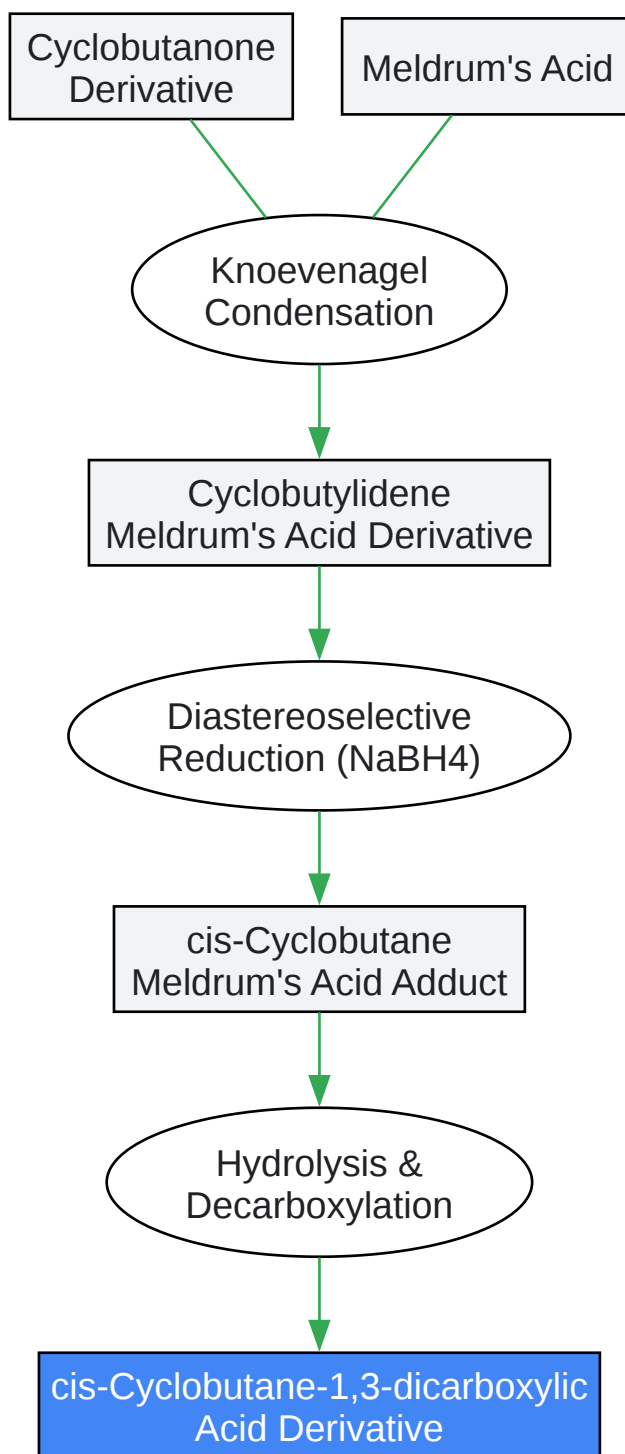 Cyclobutanone
Derivative
Meldrum's Acid
Knoevenagel
Condensation
Cyclobutylidene
Meldrum's Acid Derivative
Diastereoselective
Reduction (NaBH4)
cis-Cyclobutane
Meldrum's Acid Adduct
Hydrolysis &
Decarboxylation
cis-Cyclobutane-1,3-dicarboxylic
Acid Derivative